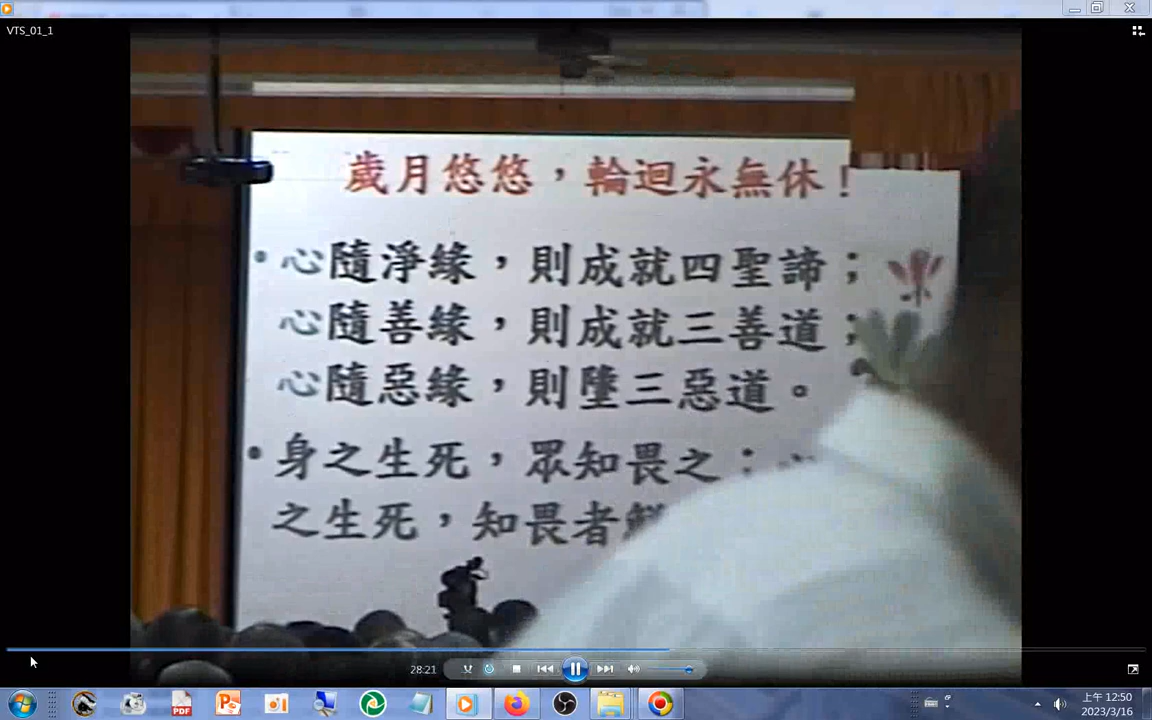 VTS_01_1
歲月悠悠，輪迴永無休！
•心隨淨緣，則成就四聖諦；
心隨善緣，則成就三善道；
心隨惡緣，則墮三惡道。
•身之生死，眾知畏之；心
之生死，知畏者鮮
28:21
上午 12:50
2023/3/16